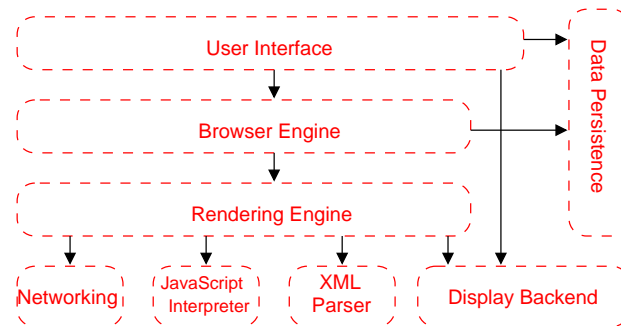 User Interface
Data Persistence
Browser Engine
Rendering Engine
Networking
JavaScript
Interpreter
XML
Parser
Display Backend